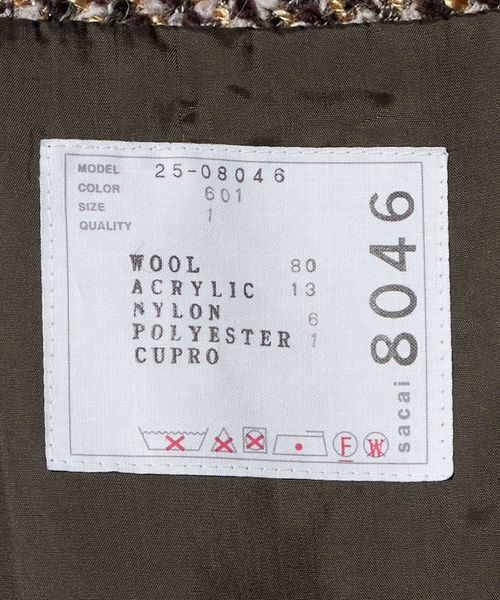 MODEL 25-08046
COLOR 601
SIZE 1
QUALITY
WOOL 80
ACRYLIC 13
NYLON 6
POLYESTER 1
CUPRO
F
W
sacai 8046